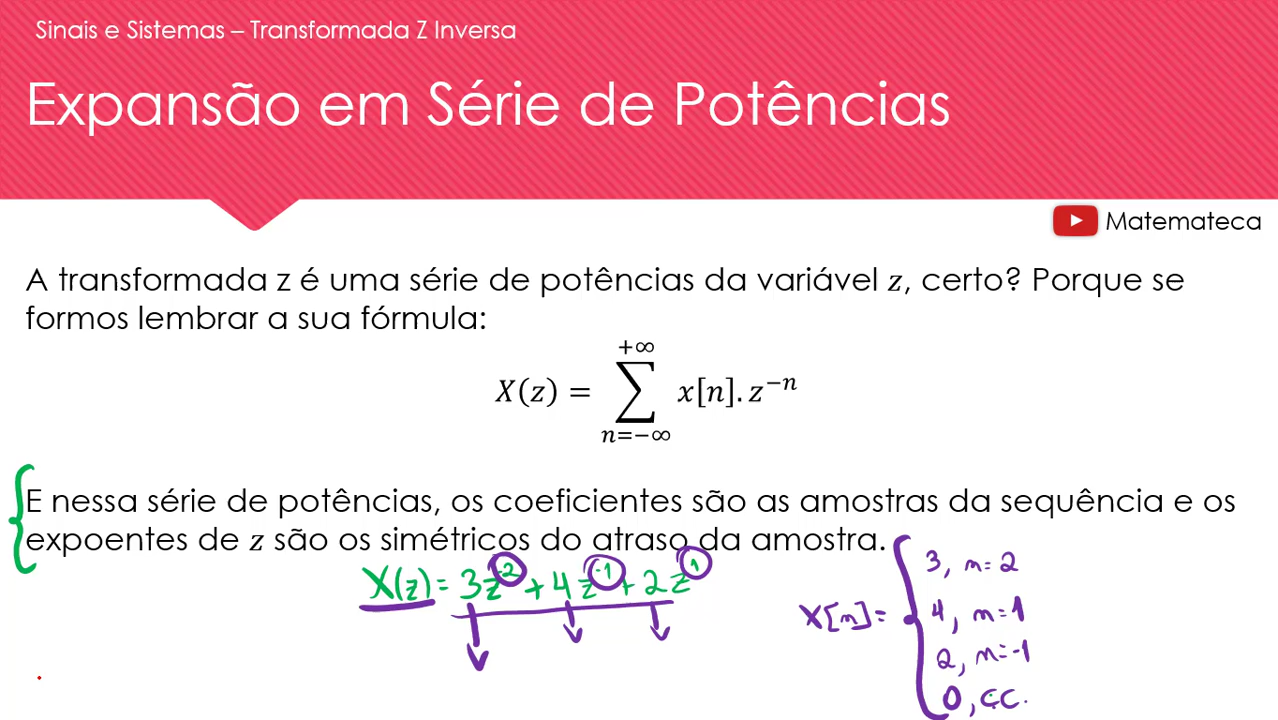 Sinais e Sistemas – Transformada Z Inversa
Expansão em Série de Potências
Matemateca
A transformada z é uma série de potências da variável z, certo? Porque se
formos lembrar a sua fórmula:
X(z) = ∑_{n=−∞}^{+∞} x[n]. z^{−n}
E nessa série de potências, os coeficientes são as amostras da sequência e os
expoentes de z são os simétricos do atraso da amostra.
X(z) = 3z^{-2} + 4z^{-1} + 2z^{1}
X[n] = {
3, n=2
4, n=1
2, n=-1
0, c.c.